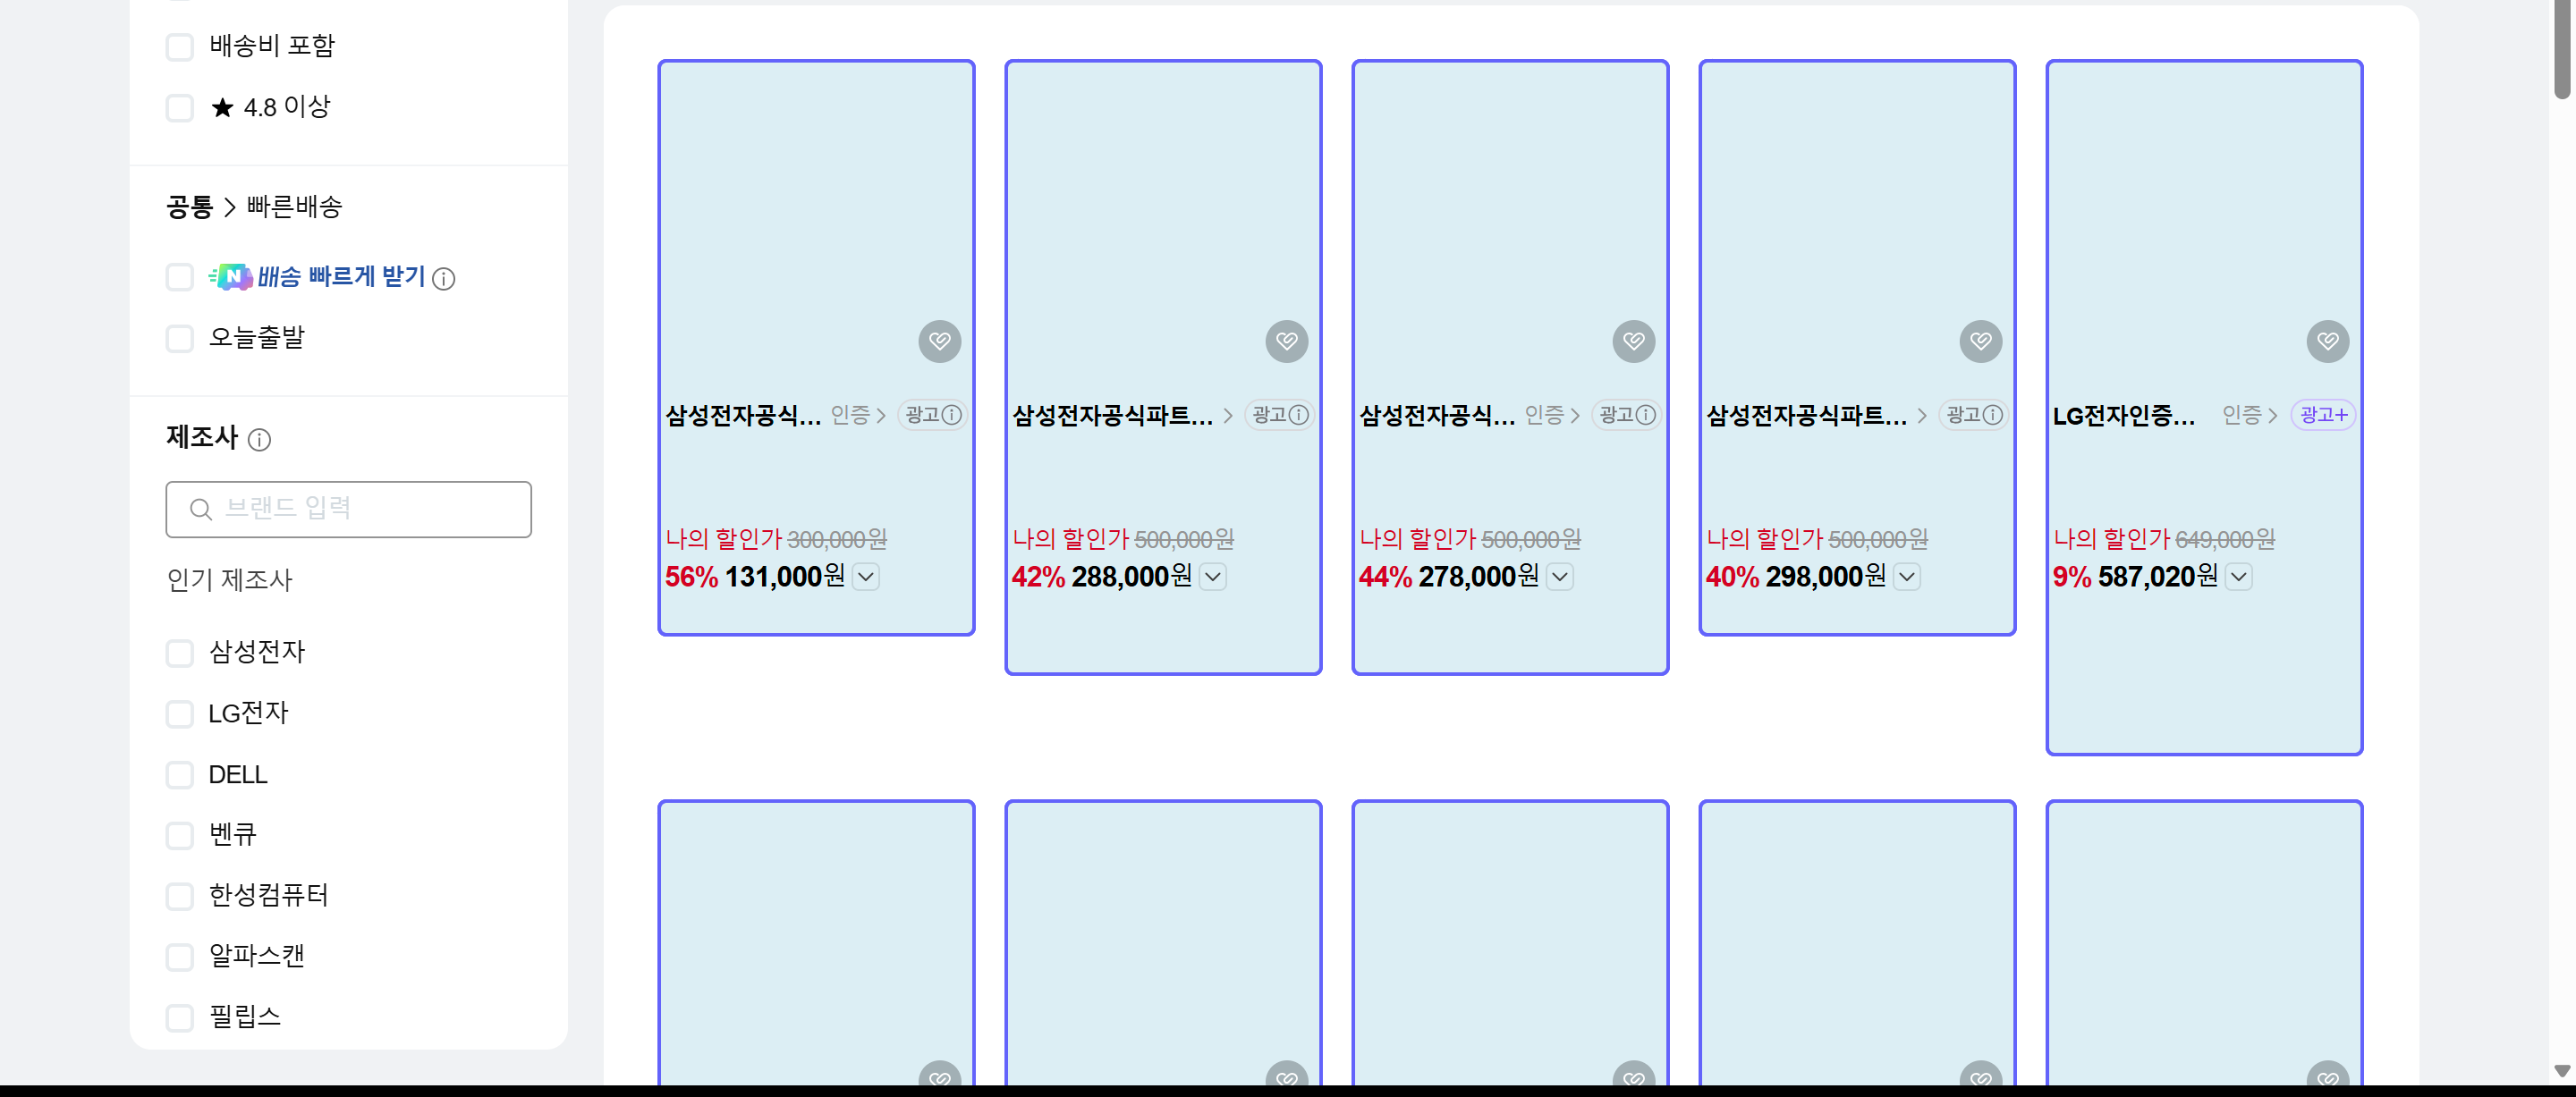 배송비 포함
★ 4.8 이상
공통 > 빠른배송
N배송 빠르게 받기
오늘출발
제조사
브랜드 입력
인기 제조사
삼성전자
LG전자
DELL
벤큐
한성컴퓨터
알파스캔
필립스
삼성전자공식... 인증 > 광고
나의 할인가 300,000원
56% 131,000원
삼성전자공식파트... > 광고
나의 할인가 500,000원
42% 288,000원
삼성전자공식... 인증 > 광고
나의 할인가 500,000원
44% 278,000원
삼성전자공식파트... > 광고
나의 할인가 500,000원
40% 298,000원
LG전자인증... 인증 > 광고+
나의 할인가 649,000원
9% 587,020원